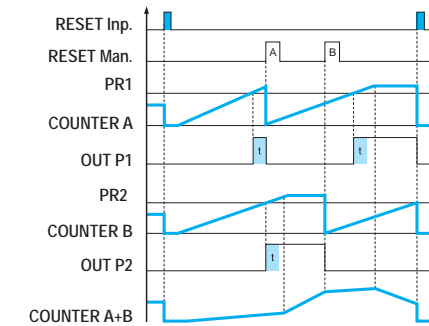 RESET Inp.
RESET Man. A B
PR1
COUNTER A
OUT P1 t t
PR2
COUNTER B
OUT P2 t
COUNTER A+B